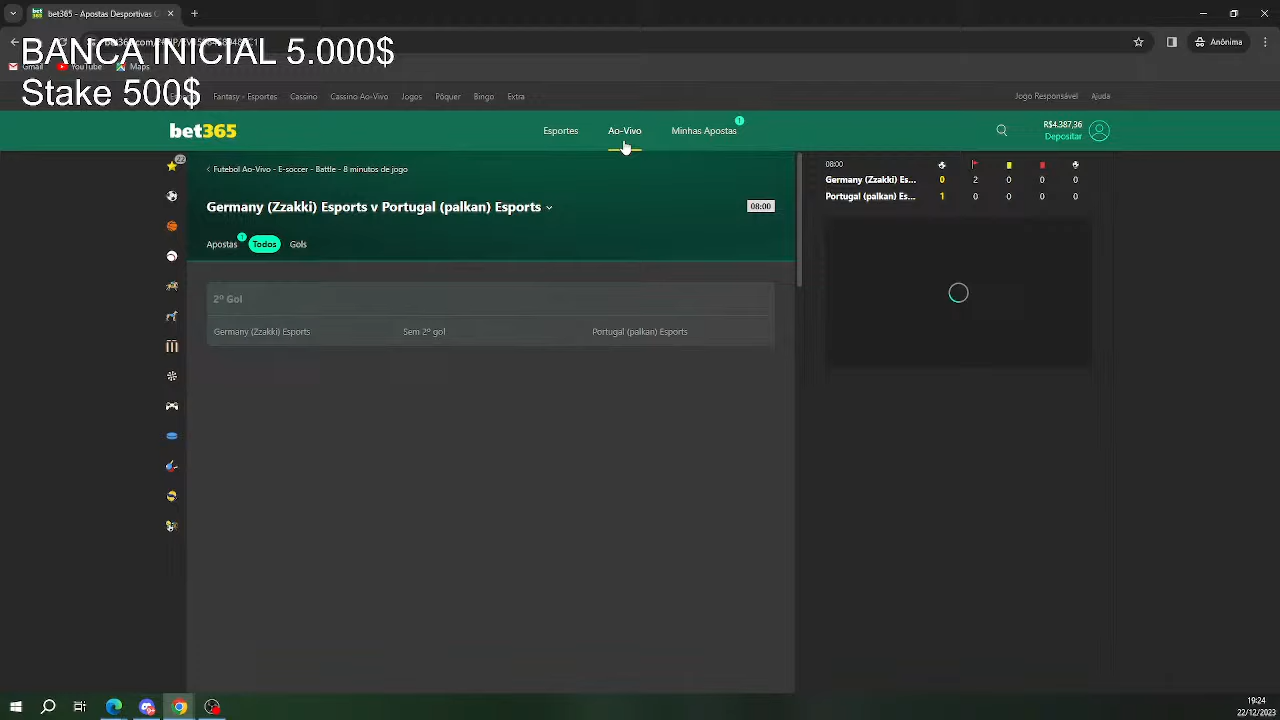 bet365 - Apostas Desportivas C
BANCA INICIAL 5.000$
Anônima
Gmail YouTube Maps
Stake 500$
Fantasy - Esportes Cassino Cassino Ao-Vivo Jogos Pôquer Bingo Extra Jogo Responsável Ajuda
bet365 Esportes Ao-Vivo Minhas Apostas 1 R$4.387,36
Depositar
22
Futebol Ao-Vivo - E-soccer - Battle - 8 minutos de jogo
Germany (Zzakki) Esports v Portugal (palkan) Esports 08:00
Apostas 1 Todos Gols
2º Gol
Germany (Zzakki) Esports Sem 2º gol Portugal (palkan) Esports
08:00
Germany (Zzakki) Es... 0 2 0 0 0
Portugal (palkan) Es... 1 0 0 0 0
19:24
22/12/2023